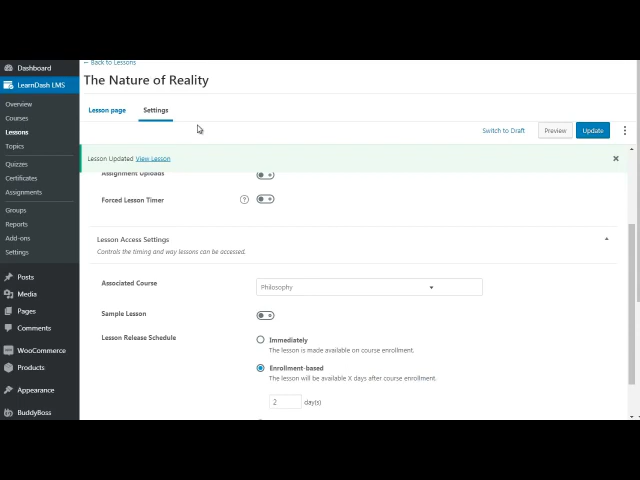 Dashboard
LearnDash LMS
Overview
Courses
Lessons
Topics
Quizzes
Certificates
Assignments
Groups
Reports
Add-ons
Settings
Posts
Media
Pages
Comments
WooCommerce
Products
Appearance
BuddyBoss
← Back to Lessons
The Nature of Reality
Lesson page Settings
Switch to Draft Preview Update
Lesson Updated View Lesson
Assignment Uploads
Forced Lesson Timer ?
Lesson Access Settings
Controls the timing and way lessons can be accessed.
Associated Course Philosophy
Sample Lesson
Lesson Release Schedule Immediately
The lesson is made available on course enrollment.
Enrollment-based
The lesson will be available X days after course enrollment.
2 day(s)